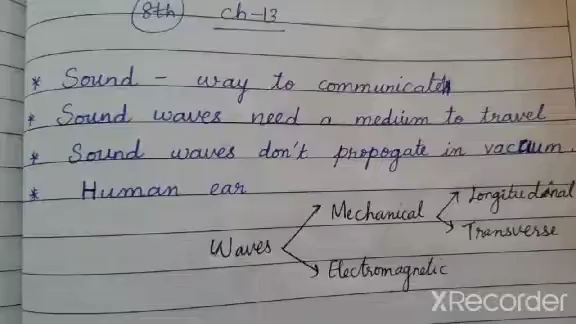 8th ch-13
* Sound - way to communicate
* Sound waves need a medium to travel
* Sound waves don't propogate in vaccum.
* Human ear
Waves
Mechanical
Longitudinal
Transverse
Electromagnetic
XRecorder